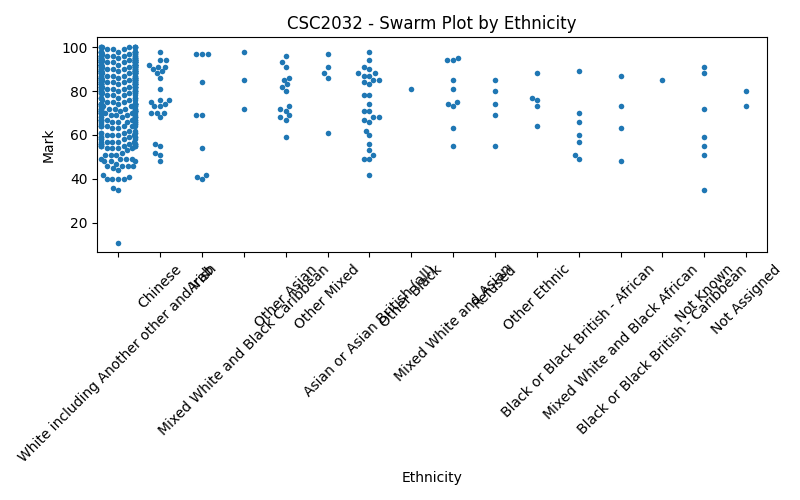 CSC2032 - Swarm Plot by Ethnicity
Mark
100
80
60
40
20
White including Another other and Irish
Chinese
Arab
Mixed White and Black Caribbean
Other Asian
Other Mixed
Asian or Asian British (all)
Other Black
Mixed White and Asian
Refused
Other Ethnic
Black or Black British - African
Mixed White and Black African
Black or Black British - Caribbean
Not Known
Not Assigned
Ethnicity